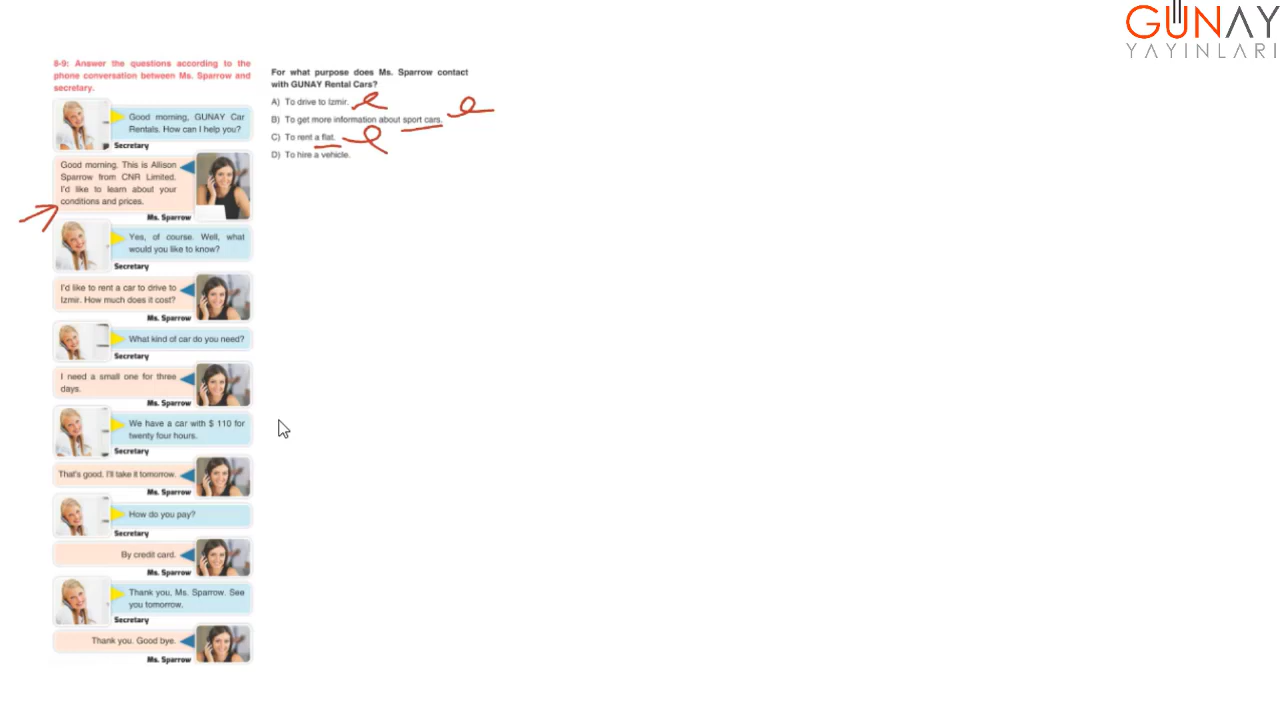 GÜNAY
YAYINLARI
8-9: Answer the questions according to the
phone conversation between Ms. Sparrow and
secretary.
Good morning, GUNAY Car
Rentals. How can I help you?
Secretary
Good morning. This is Allison
Sparrow from CNR Limited.
I'd like to learn about your
conditions and prices.
Ms. Sparrow
Yes, of course. Well, what
would you like to know?
Secretary
I'd like to rent a car to drive to
Izmir. How much does it cost?
Ms. Sparrow
What kind of car do you need?
Secretary
I need a small one for three
days.
Ms. Sparrow
We have a car with $ 110 for
twenty four hours.
Secretary
That's good. I'll take it tomorrow.
Ms. Sparrow
How do you pay?
Secretary
By credit card.
Ms. Sparrow
Thank you, Ms. Sparrow. See
you tomorrow.
Secretary
Thank you. Good bye.
Ms. Sparrow
For what purpose does Ms. Sparrow contact
with GUNAY Rental Cars?
A) To drive to Izmir.
B) To get more information about sport cars.
C) To rent a flat.
D) To hire a vehicle.